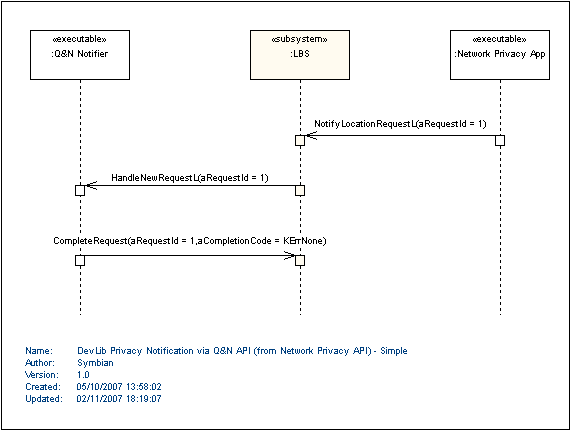 «executable»
:Q&N Notifier
«subsystem»
:LBS
«executable»
:Network Privacy App
NotifyLocationRequestL(aRequestId = 1)
HandleNewRequestL(aRequestId = 1)
CompleteRequest(aRequestId = 1,aCompletionCode = KErrNone)
Name: DevLib Privacy Notification via Q&N API (from Network Privacy API) - Simple
Author: Symbian
Version: 1.0
Created: 05/10/2007 13:58:02
Updated: 02/11/2007 18:19:07